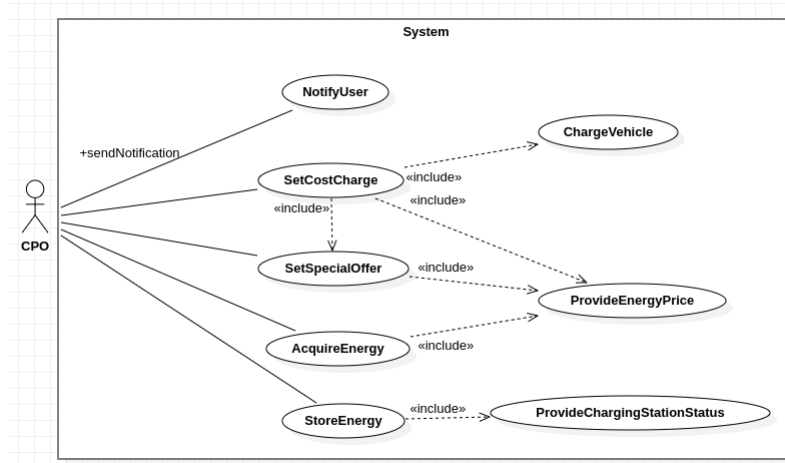 System
NotifyUser
+sendNotification
ChargeVehicle
SetCostCharge
«include»
«include»
«include»
CPO
SetSpecialOffer
«include»
ProvideEnergyPrice
AcquireEnergy
«include»
StoreEnergy
«include»
ProvideChargingStationStatus